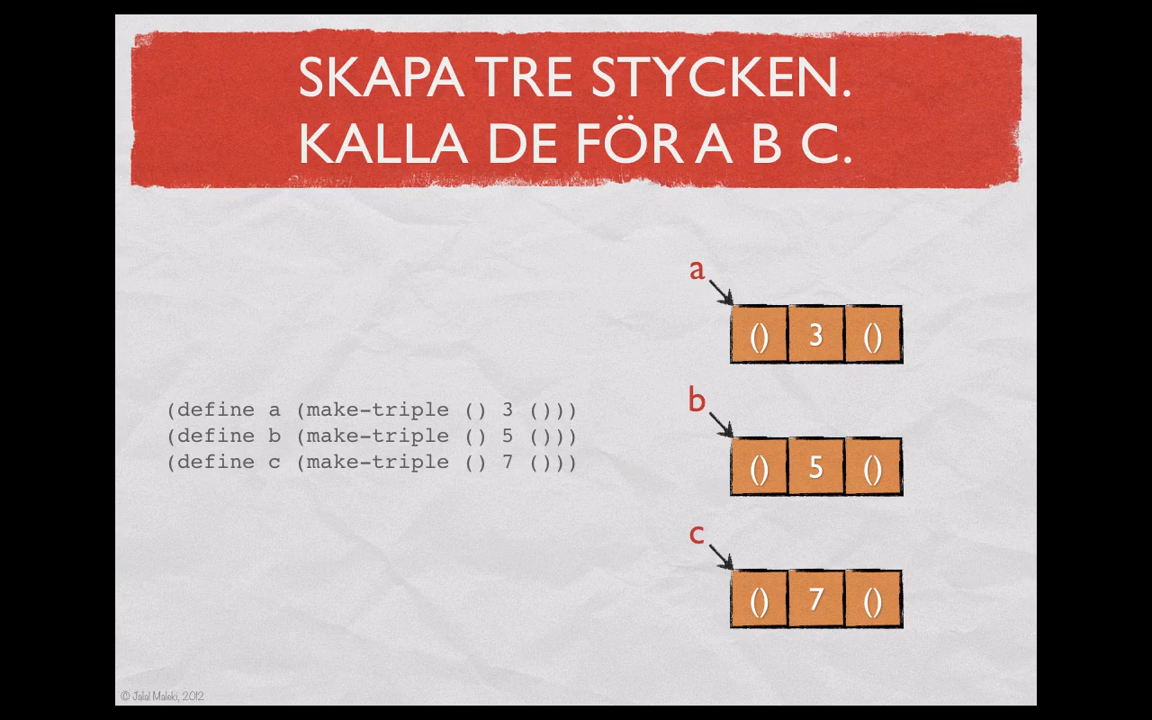 SKAPA TRE STYCKEN.
KALLA DE FÖR A B C.
(define a (make-triple () 3 ()))
(define b (make-triple () 5 ()))
(define c (make-triple () 7 ()))
a
() 3 ()
b
() 5 ()
c
() 7 ()
© Jalal Maleki, 2012